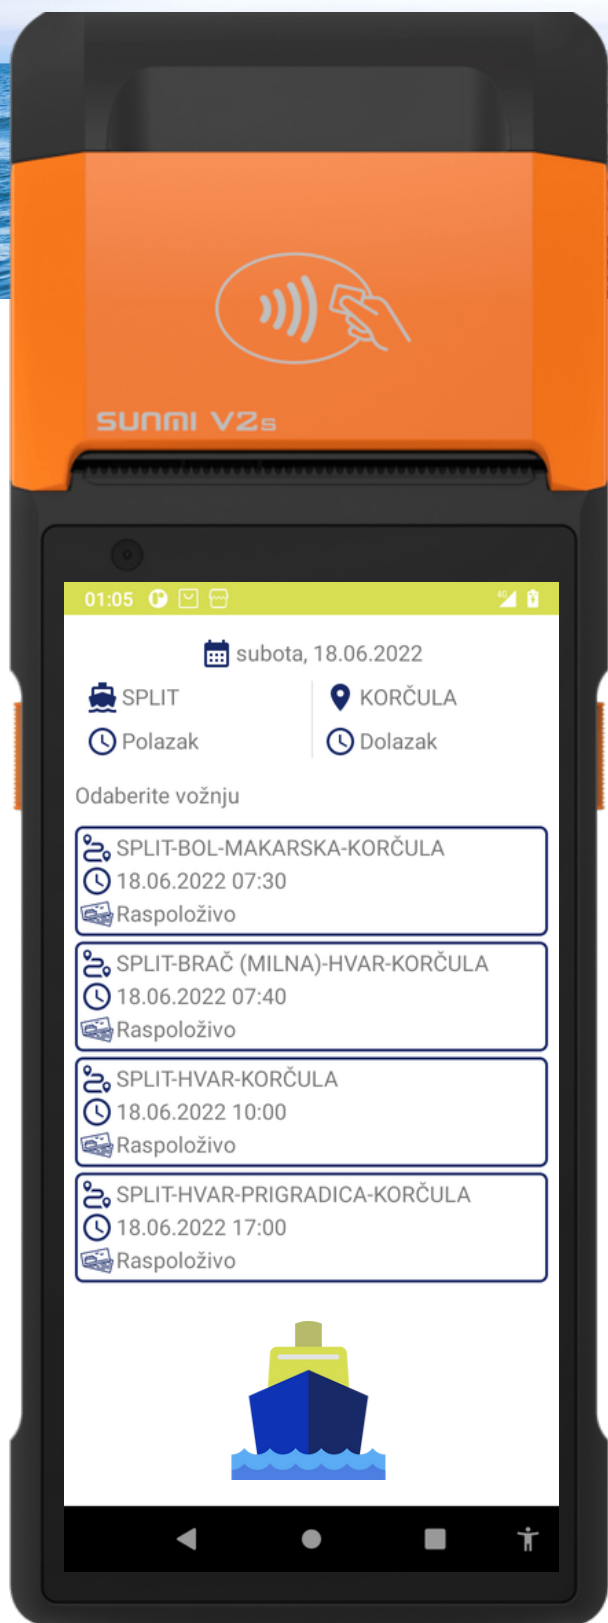 SUNMI V2s
01:05
4G
subota, 18.06.2022
SPLIT
KORČULA
Polazak
Dolazak
Odaberite vožnju
SPLIT-BOL-MAKARSKA-KORČULA
18.06.2022 07:30
Raspoloživo
SPLIT-BRAČ (MILNA)-HVAR-KORČULA
18.06.2022 07:40
Raspoloživo
SPLIT-HVAR-KORČULA
18.06.2022 10:00
Raspoloživo
SPLIT-HVAR-PRIGRADICA-KORČULA
18.06.2022 17:00
Raspoloživo